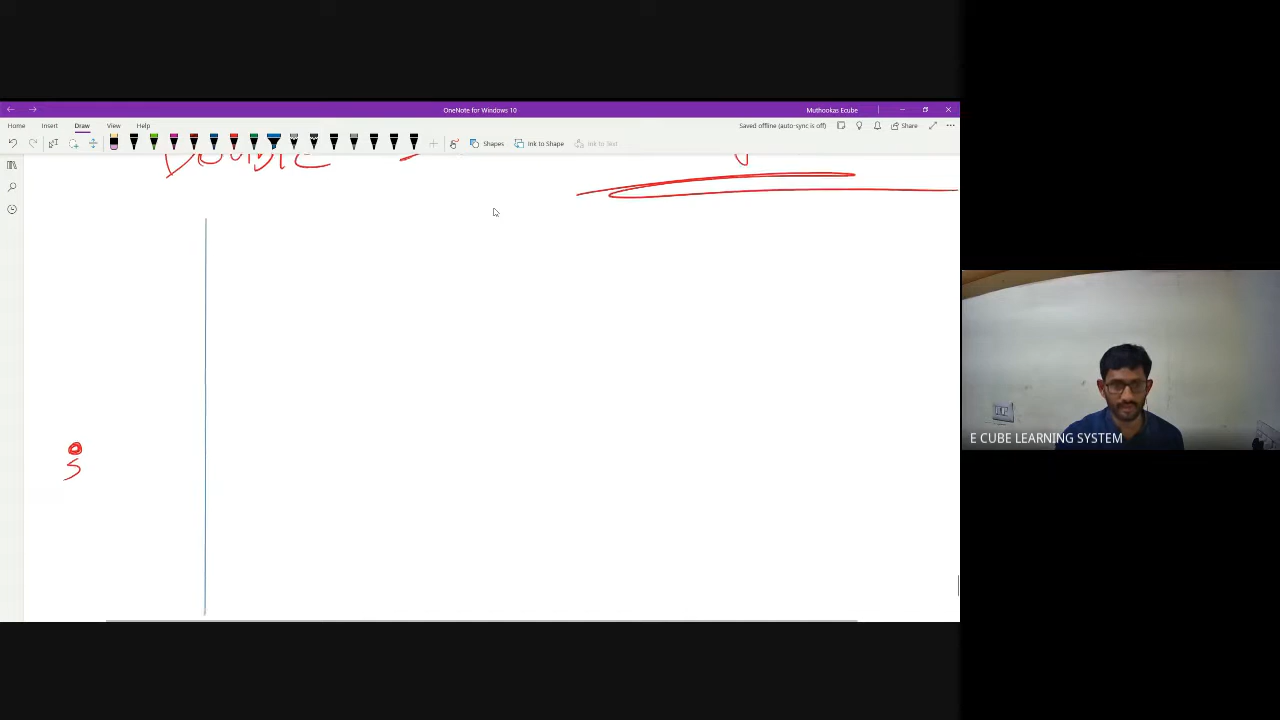 OneNote for Windows 10
Muthookas Ecube
Home Insert Draw View Help
Saved offline (auto-sync is off) Share
Shapes Ink to Shape Ink to Text
Double
S
E CUBE LEARNING SYSTEM